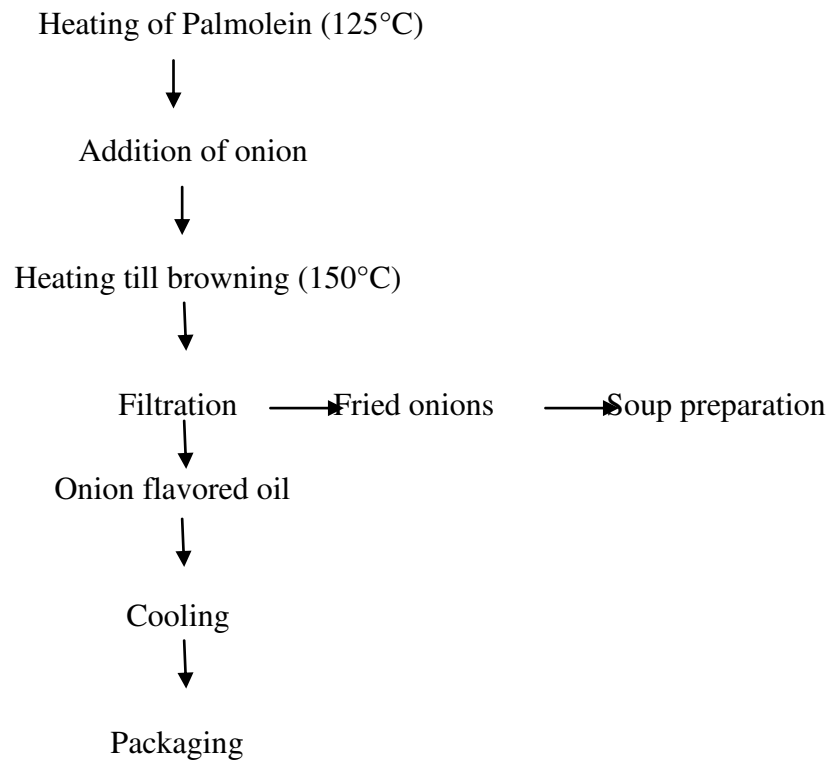 Heating of Palmolein (125°C)
Addition of onion
Heating till browning (150°C)
Filtration Fried onions Soup preparation
Onion flavored oil
Cooling
Packaging